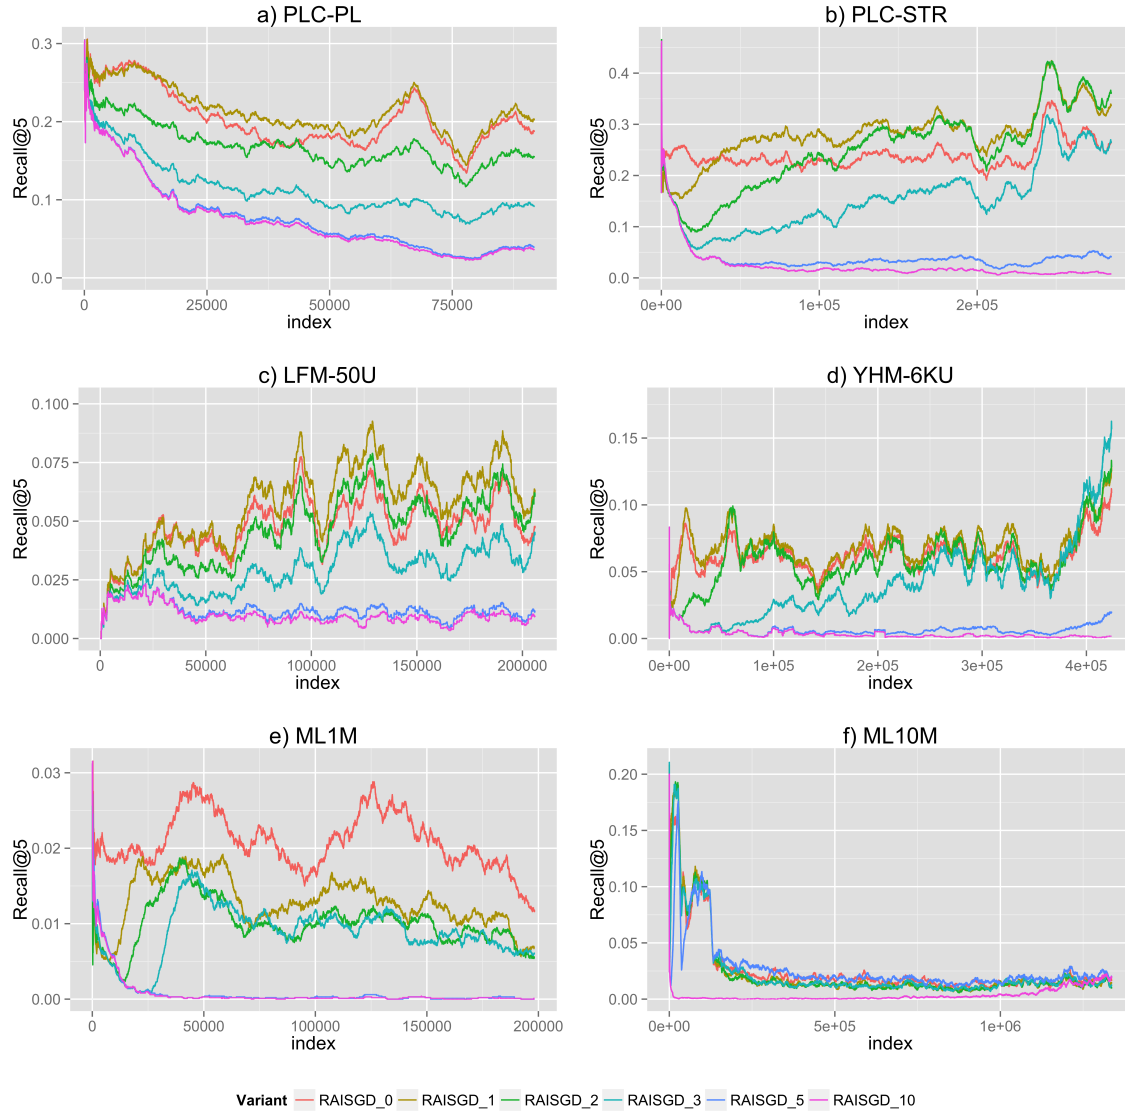 a) PLC-PL
b) PLC-STR
Recall@5
0.3
0.2
0.1
0.0
0
25000
50000
75000
index
Recall@5
0.4
0.3
0.2
0.1
0.0
0e+00
1e+05
2e+05
index
c) LFM-50U
d) YHM-6KU
Recall@5
0.100
0.075
0.050
0.025
0.000
0
50000
100000
150000
200000
index
Recall@5
0.15
0.10
0.05
0.00
0e+00
1e+05
2e+05
3e+05
4e+05
index
e) ML1M
f) ML10M
Recall@5
0.03
0.02
0.01
0.00
0
50000
100000
150000
200000
index
Recall@5
0.20
0.15
0.10
0.05
0.00
0e+00
5e+05
1e+06
index
Variant RAISGD_0 RAISGD_1 RAISGD_2 RAISGD_3 RAISGD_5 RAISGD_10